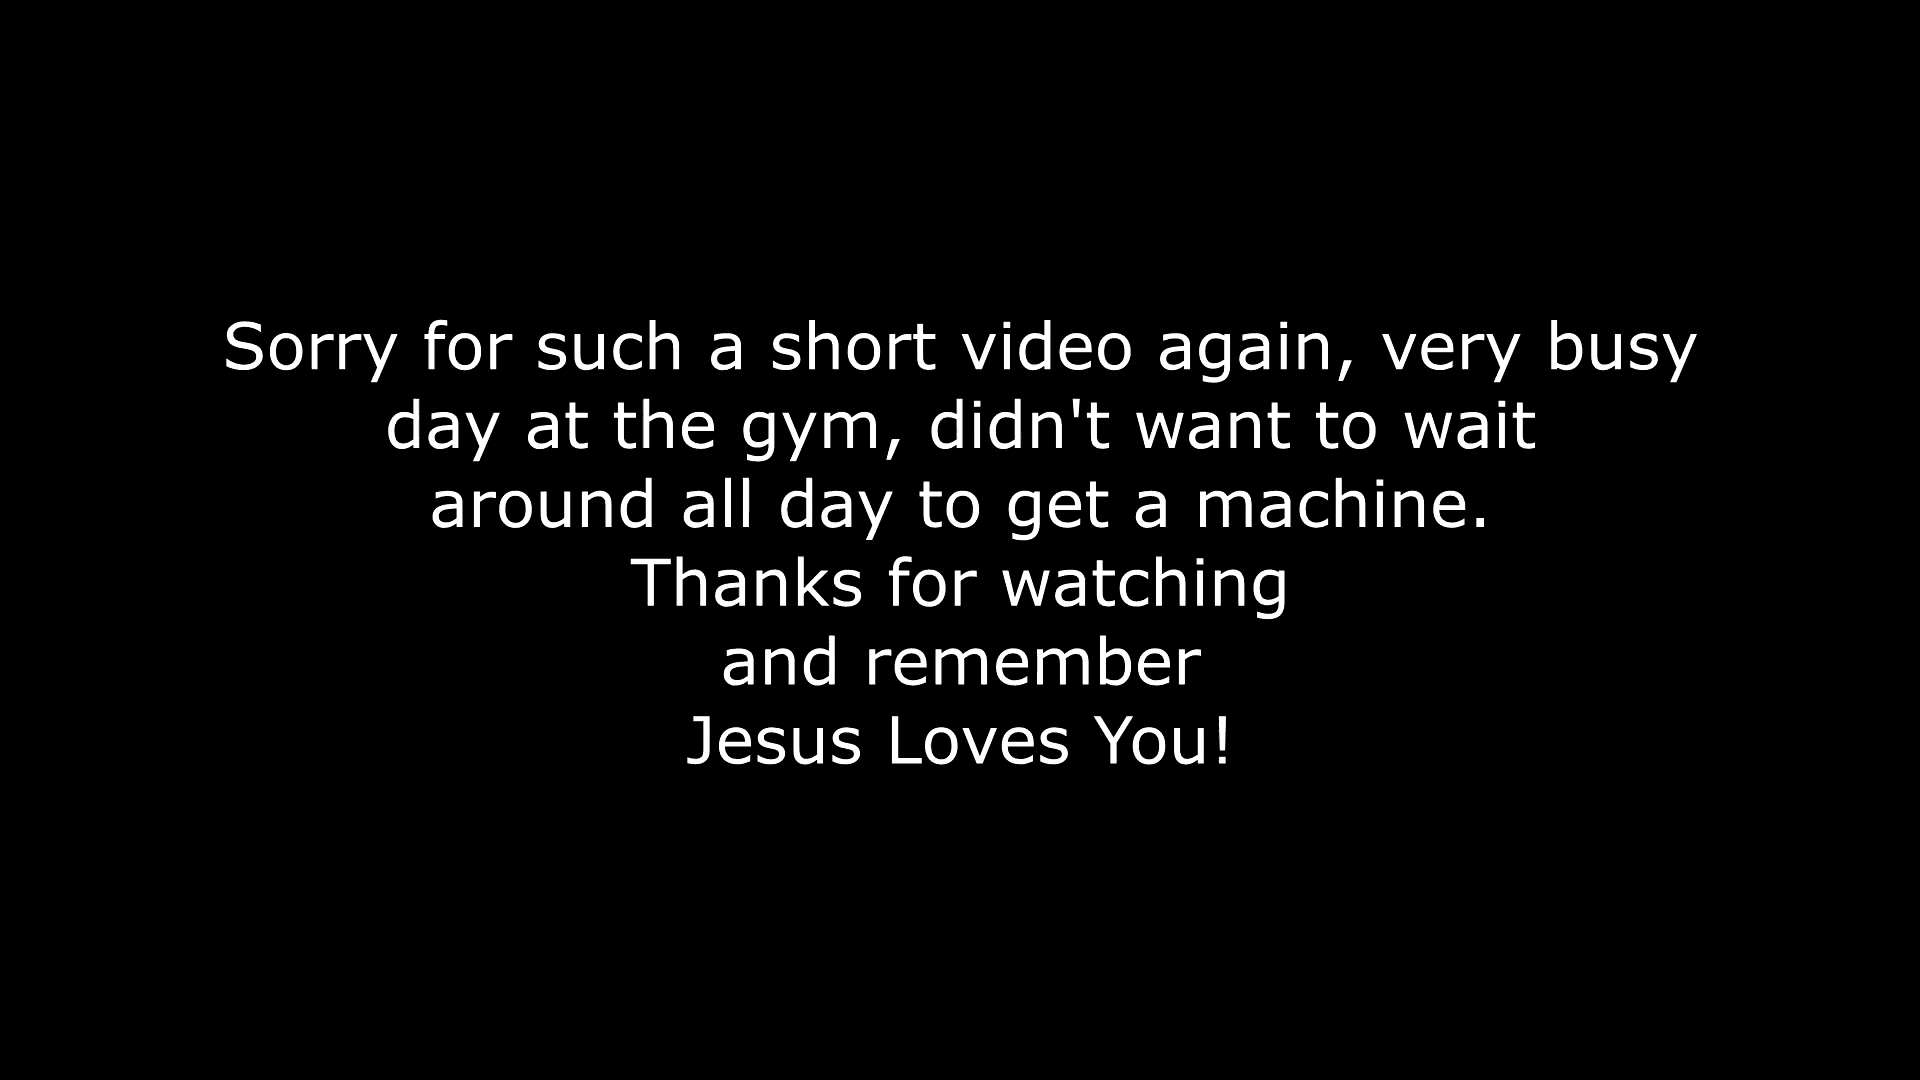 Sorry for such a short video again, very busy
day at the gym, didn't want to wait
around all day to get a machine.
Thanks for watching
and remember
Jesus Loves You!